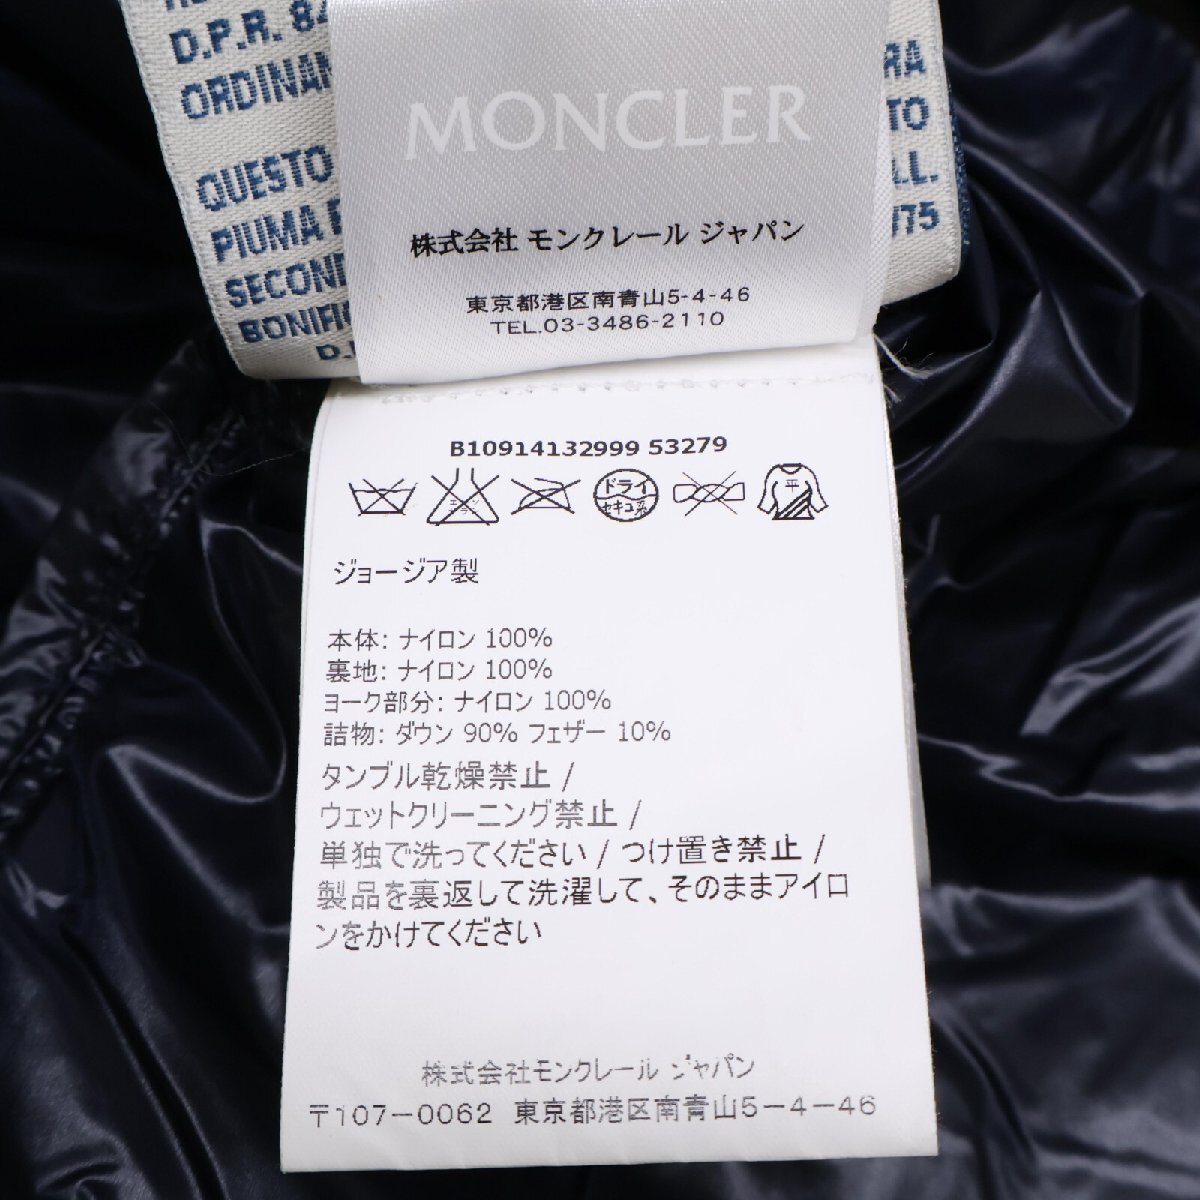 D.P.R. 84
ORDINAN
QUESTO
PIUMA
SECOND
BONIFI
RA
TO
LL.
/75
MONCLER
株式会社 モンクレール ジャパン
東京都港区南青山5-4-46
TEL.03-3486-2110
B10914132999 53279
エンソ
ドライ
セキユ系
平
ジョージア製
本体: ナイロン 100%
裏地: ナイロン 100%
ヨーク部分: ナイロン 100%
詰物: ダウン 90% フェザー 10%
タンブル乾燥禁止 /
ウェットクリーニング禁止 /
単独で洗ってください / つけ置き禁止 /
製品を裏返して洗濯して、そのままアイロ
ンをかけてください
株式会社モンクレール ジャパン
〒107-0062 東京都港区南青山5-4-46